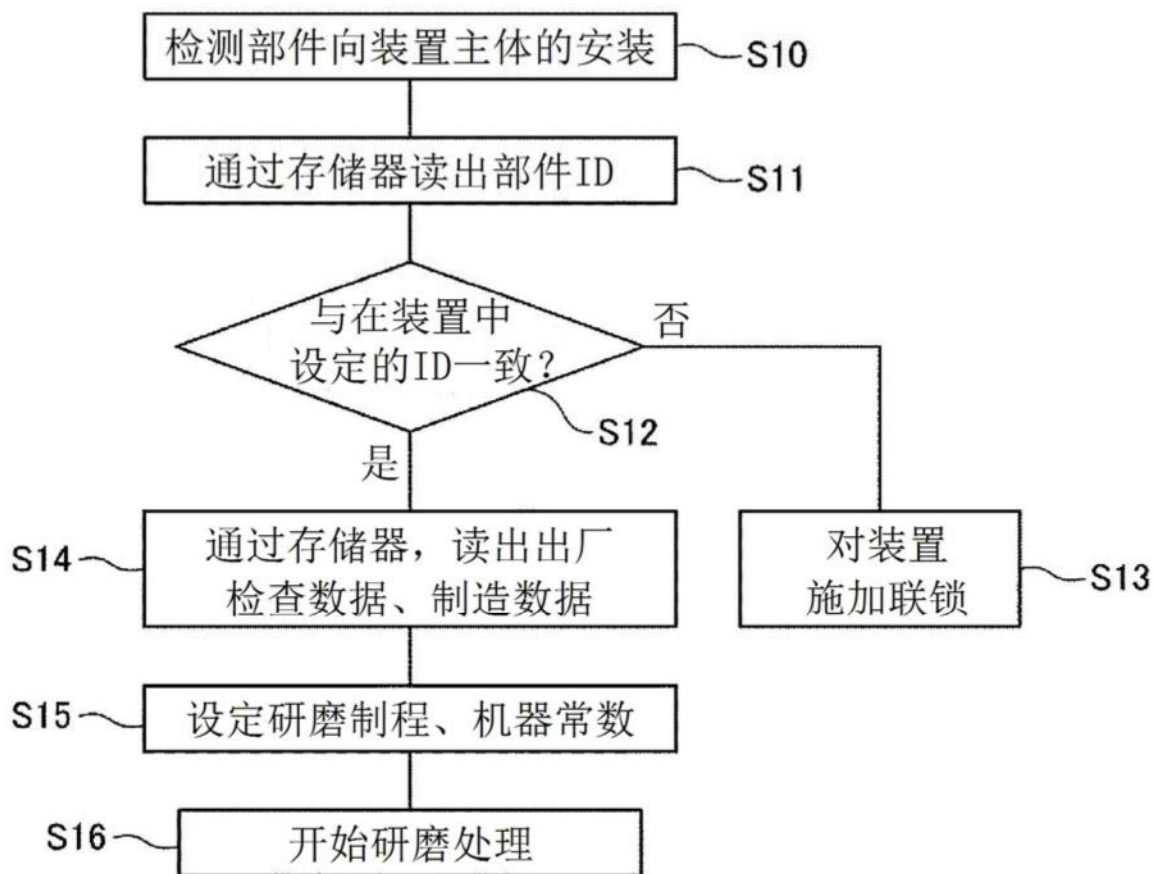 检测部件向装置主体的安装
S10
通过存储器读出部件ID
S11
与在装置中
设定的ID一致?
否
S12
是
S14
通过存储器，读出出厂
检查数据、制造数据
对装置
施加联锁
S13
S15
设定研磨制程、机器常数
S16
开始研磨处理